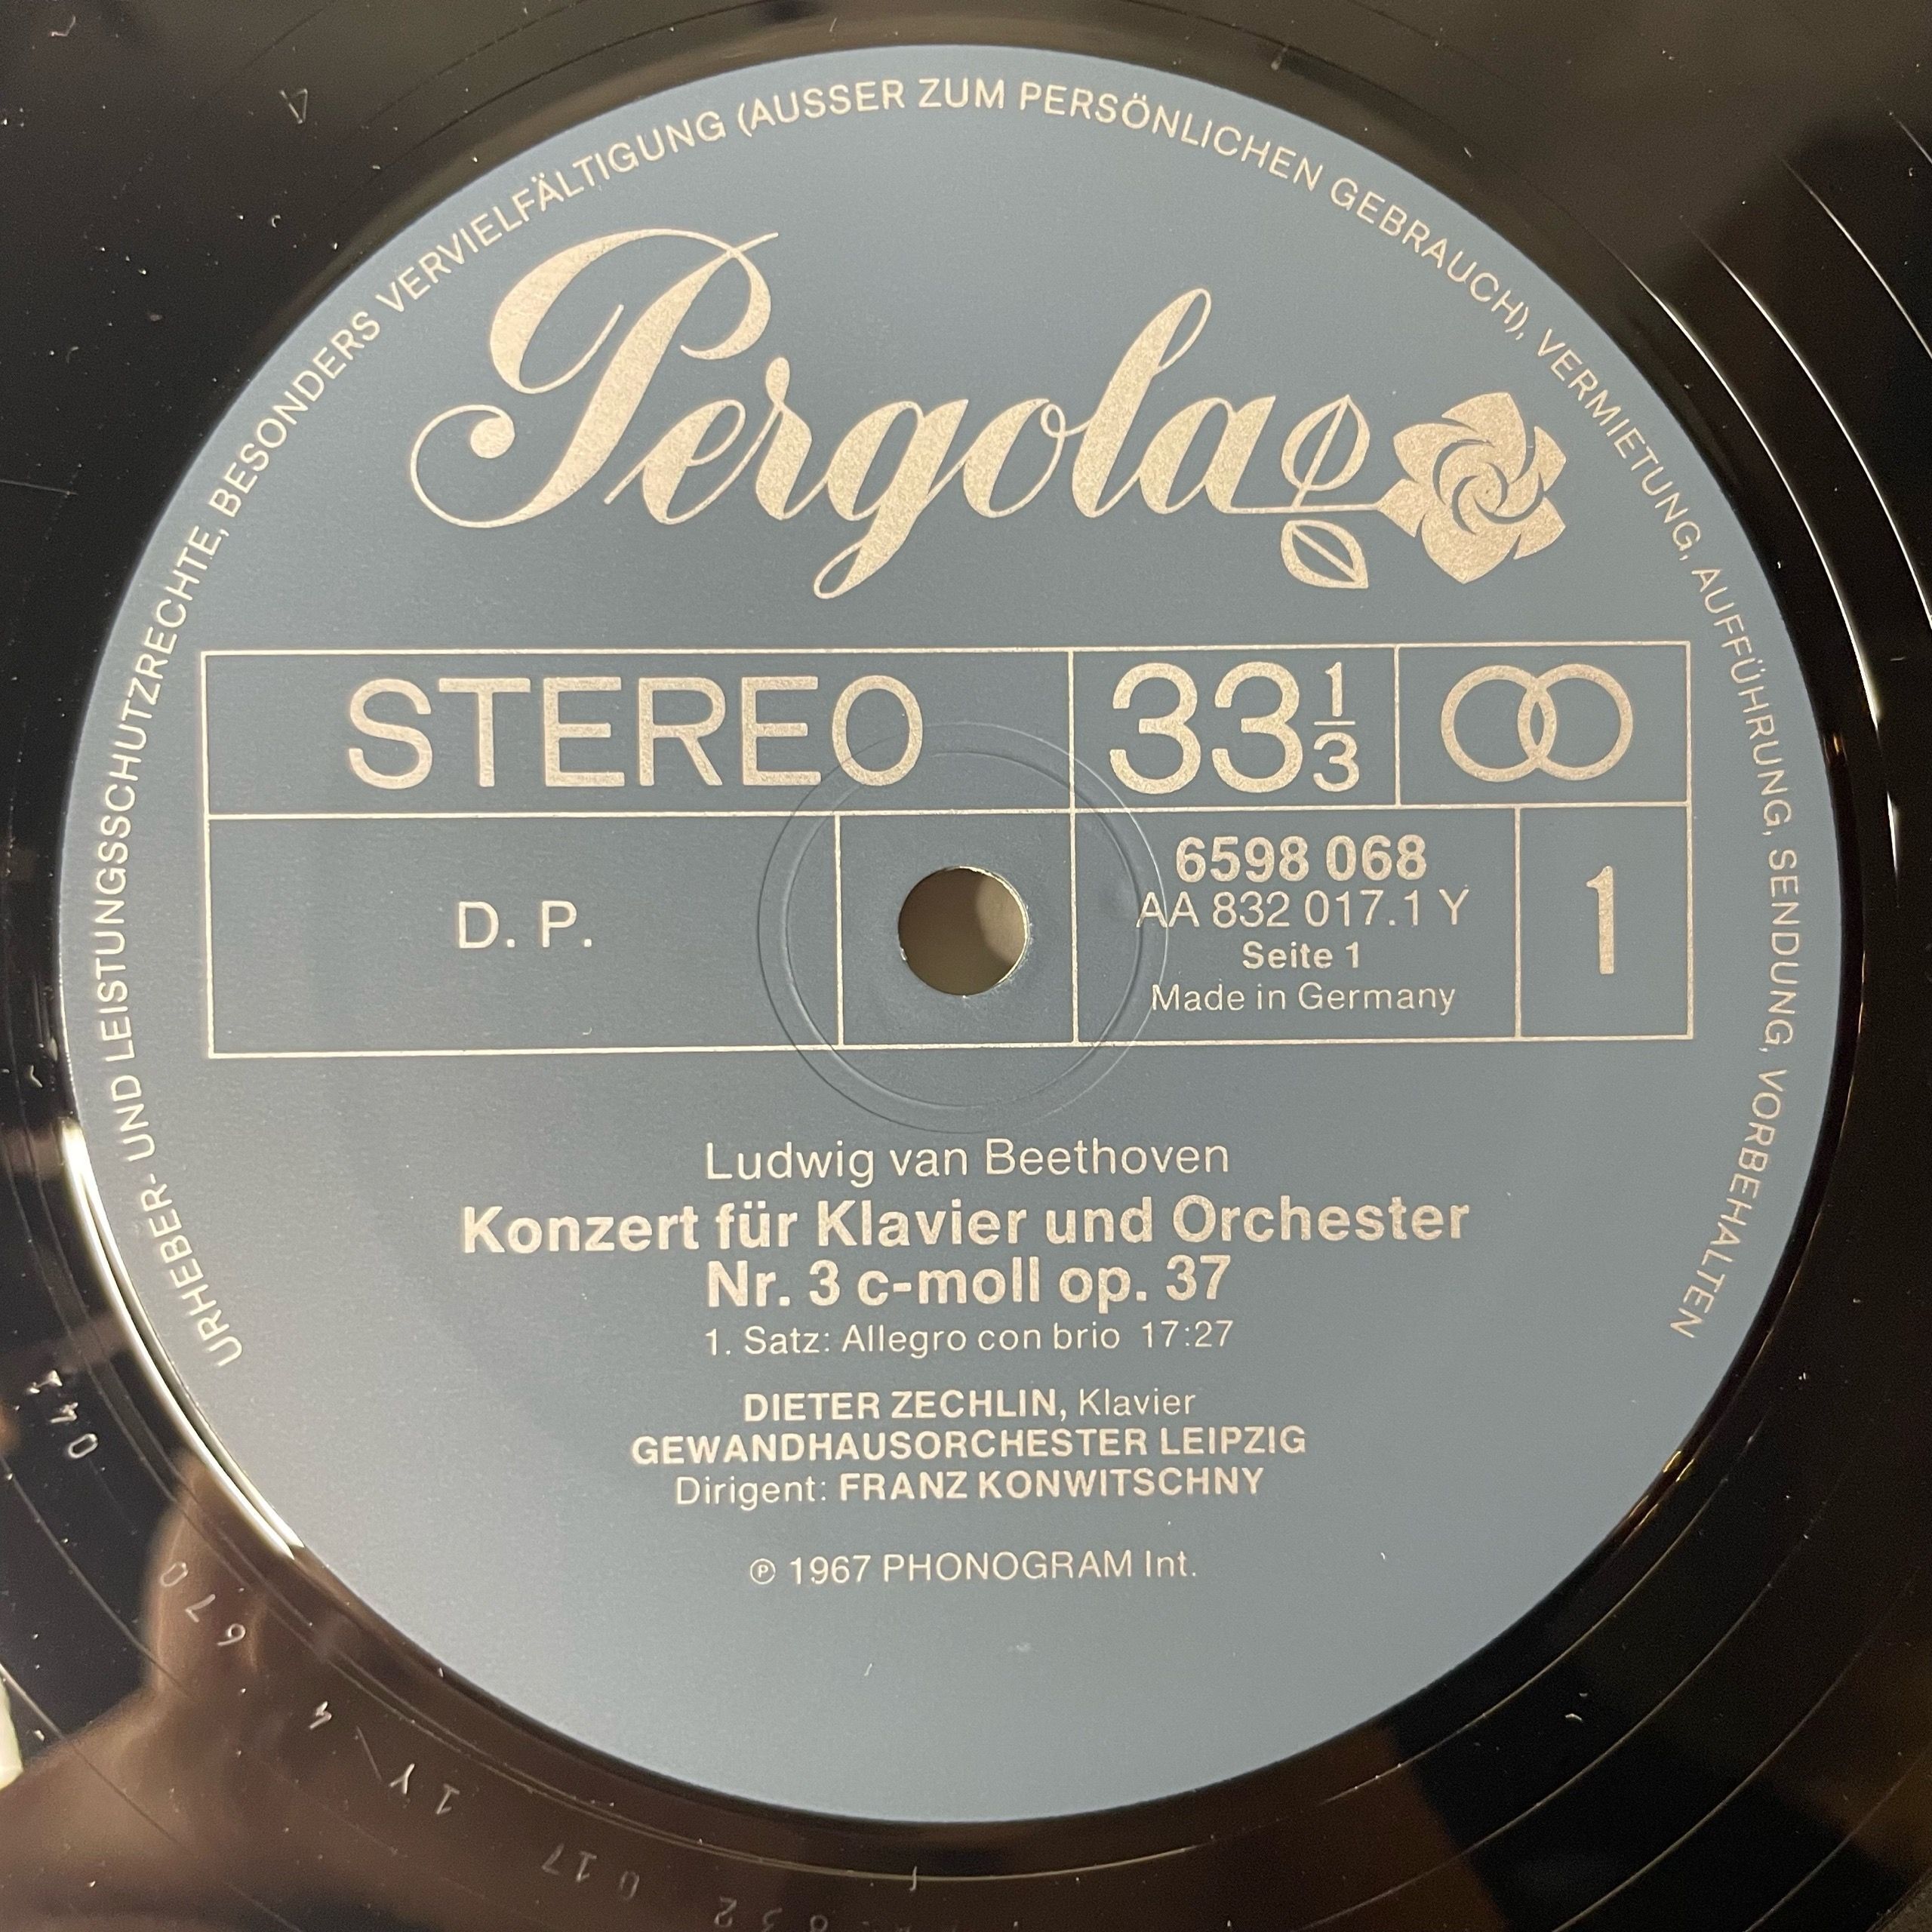 URHEBER- UND LEISTUNGSSCHUTZRECHTE, BESONDERS VERVIELFÄLTIGUNG (AUSSER ZUM PERSÖNLICHEN GEBRAUCH), VERMIETUNG, AUFFÜHRUNG, SENDUNG, VORBEHALTEN
Pergola
STEREO
33 1/3
D. P.
6598 068
AA 832 017.1 Y
Seite 1
Made in Germany
1
Ludwig van Beethoven
Konzert für Klavier und Orchester
Nr. 3 c-moll op. 37
1. Satz: Allegro con brio 17:27
DIETER ZECHLIN, Klavier
GEWANDHAUSORCHESTER LEIPZIG
Dirigent: FRANZ KONWITSCHNY
℗ 1967 PHONOGRAM Int.